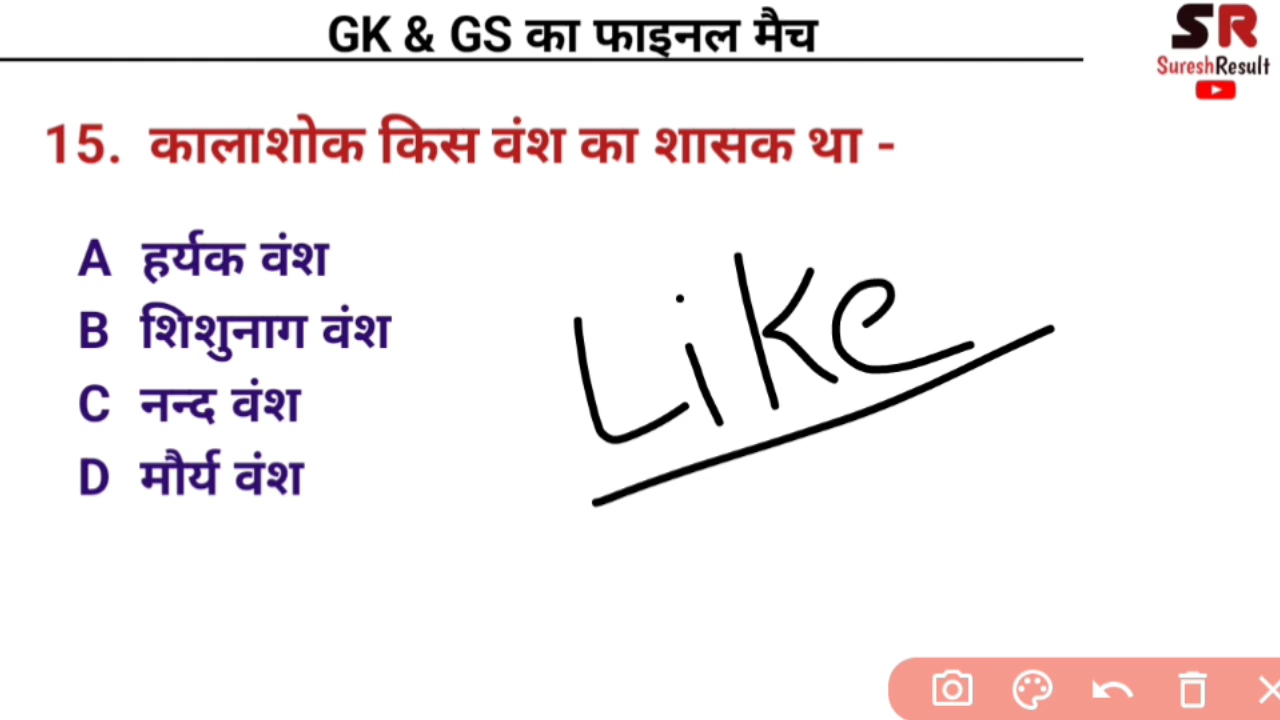 GK & GS का फाइनल मैच
SR
SureshResult
15. कालाशोक किस वंश का शासक था -
A हर्यक वंश
B शिशुनाग वंश
C नन्द वंश
D मौर्य वंश
Like